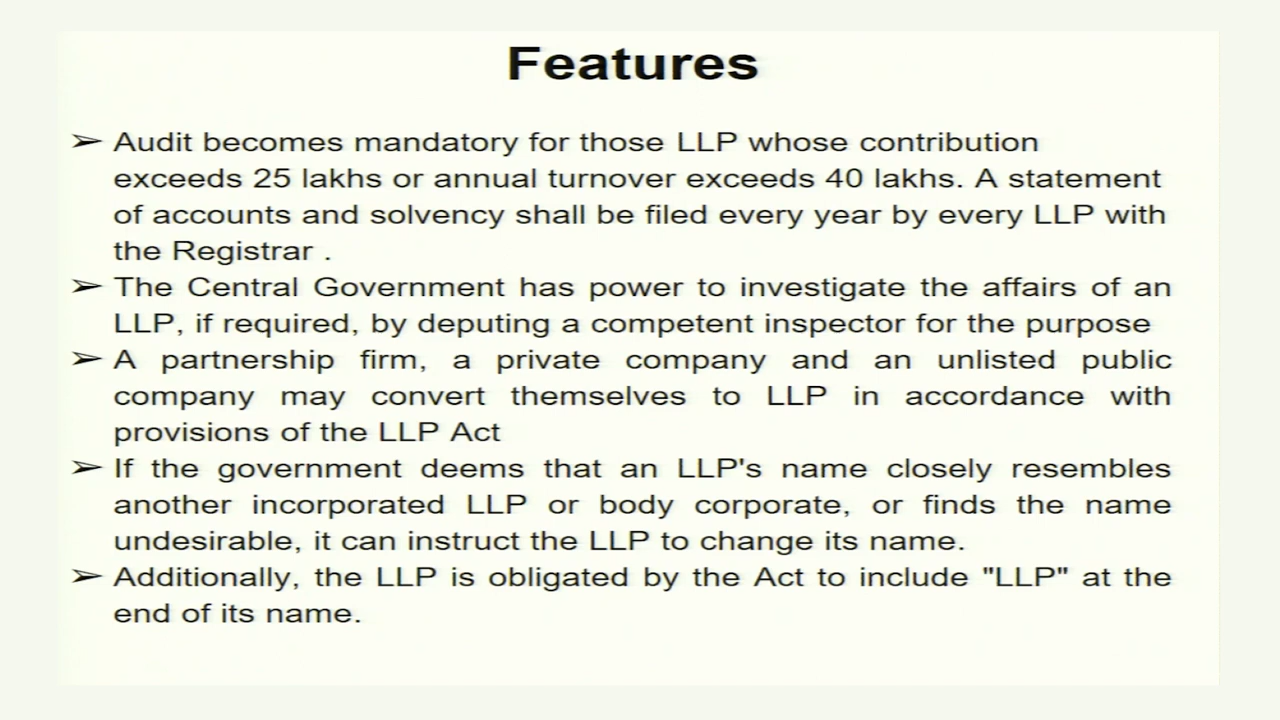 Features
➢ Audit becomes mandatory for those LLP whose contribution
exceeds 25 lakhs or annual turnover exceeds 40 lakhs. A statement
of accounts and solvency shall be filed every year by every LLP with
the Registrar .
➢ The Central Government has power to investigate the affairs of an
LLP, if required, by deputing a competent inspector for the purpose
➢ A partnership firm, a private company and an unlisted public
company may convert themselves to LLP in accordance with
provisions of the LLP Act
➢ If the government deems that an LLP's name closely resembles
another incorporated LLP or body corporate, or finds the name
undesirable, it can instruct the LLP to change its name.
➢ Additionally, the LLP is obligated by the Act to include "LLP" at the
end of its name.